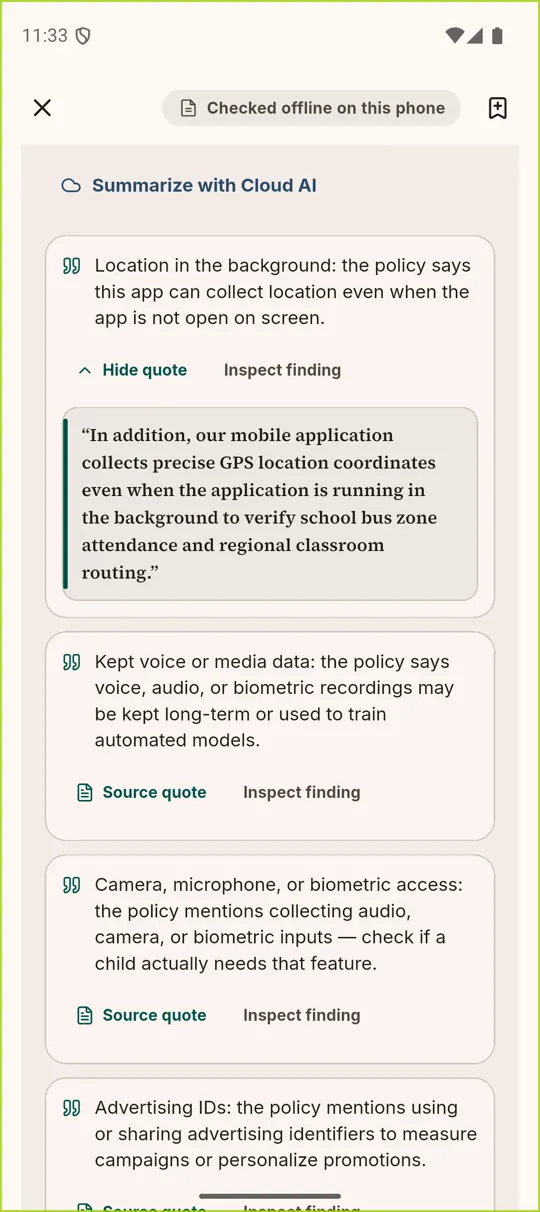 11:33
Checked offline on this phone
Summarize with Cloud AI
Location in the background: the policy says
this app can collect location even when the
app is not open on screen.
Hide quote Inspect finding
“In addition, our mobile application
collects precise GPS location coordinates
even when the application is running in
the background to verify school bus zone
attendance and regional classroom
routing.”
Kept voice or media data: the policy says
voice, audio, or biometric recordings may
be kept long-term or used to train
automated models.
Source quote Inspect finding
Camera, microphone, or biometric access:
the policy mentions collecting audio,
camera, or biometric inputs — check if a
child actually needs that feature.
Source quote Inspect finding
Advertising IDs: the policy mentions using
or sharing advertising identifiers to measure
campaigns or personalize promotions.
Source quote Inspect finding